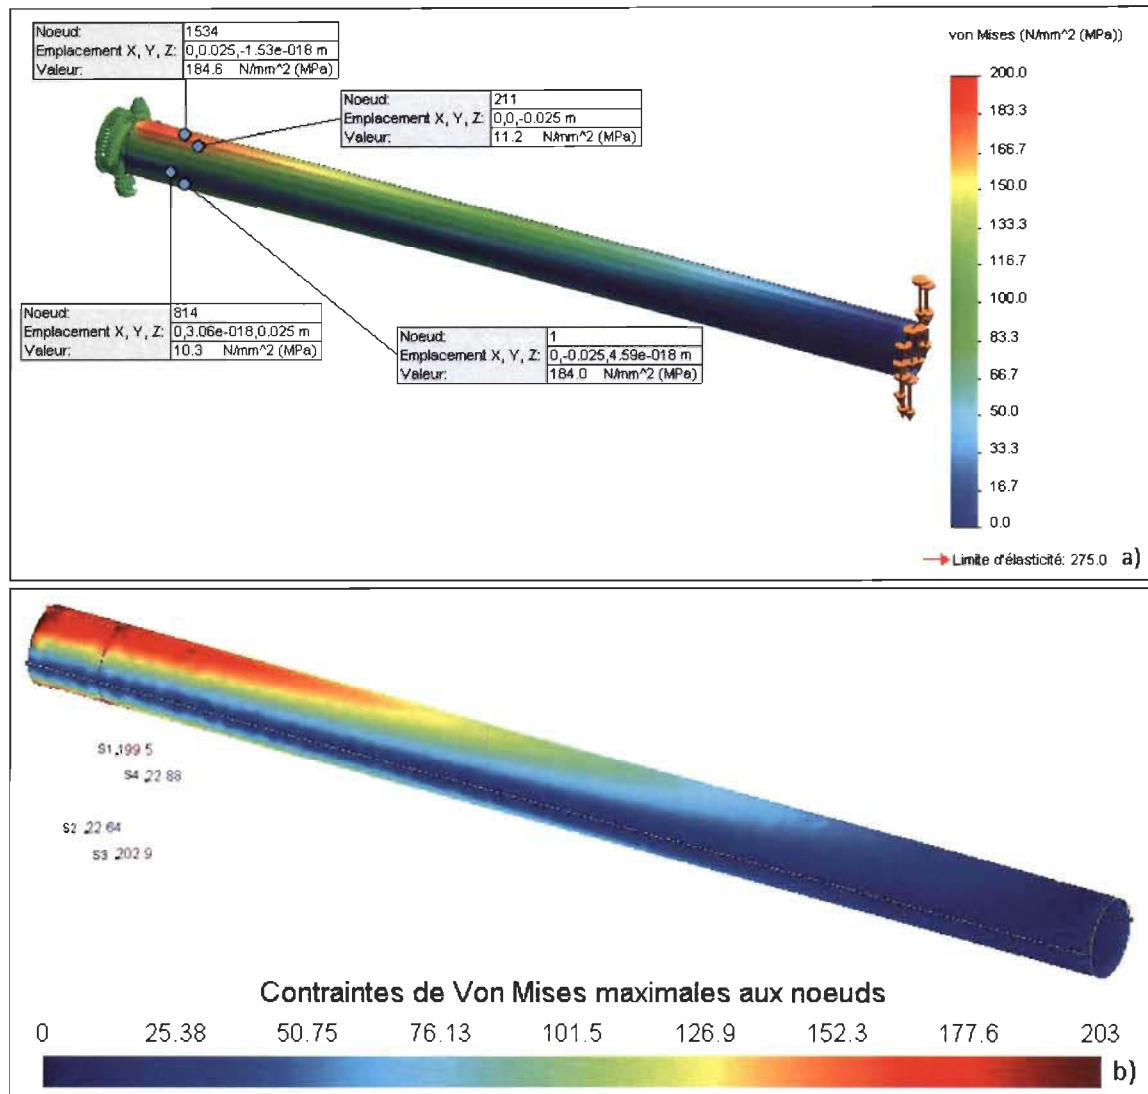 von Mises (N/mm^2 (MPa))
Noeud: 1534
Emplacement X, Y, Z: 0,0.025,-1.53e-018 m
Valeur: 184.6 N/mm^2 (MPa)
Noeud: 211
Emplacement X, Y, Z: 0,0,-0.025 m
Valeur: 11.2 N/mm^2 (MPa)
Noeud: 814
Emplacement X, Y, Z: 0,3.06e-018,0.025 m
Valeur: 10.3 N/mm^2 (MPa)
Noeud: 1
Emplacement X, Y, Z: 0,-0.025,4.59e-018 m
Valeur: 184.0 N/mm^2 (MPa)
200.0
183.3
166.7
150.0
133.3
116.7
100.0
83.3
66.7
50.0
33.3
16.7
0.0
Limite d'élasticité: 275.0 a)
S1 199 5
S4 22 88
S2 22 64
S3 202 9
Contraintes de Von Mises maximales aux noeuds
0 25.38 50.75 76.13 101.5 126.9 152.3 177.6 203
b)